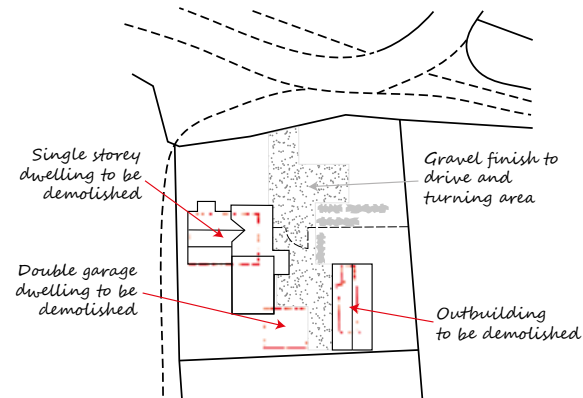 Single storey
dwelling to be
demolished
Gravel finish to
drive and
turning area
Double garage
dwelling to be
demolished
Outbuilding
to be demolished